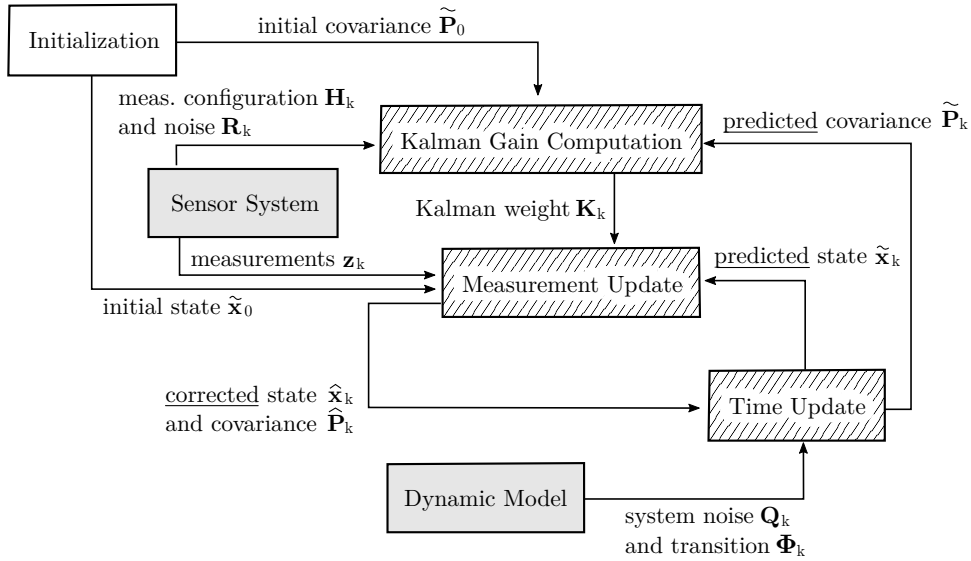 initial covariance P̃₀
Initialization
meas. configuration Hₖ
and noise Rₖ
predicted covariance P̃ₖ
Kalman Gain Computation
Sensor System
Kalman weight Kₖ
measurements zₖ
predicted state x̃ₖ
Measurement Update
initial state x̃₀
corrected state x̂ₖ
and covariance P̂ₖ
Time Update
Dynamic Model
system noise Qₖ
and transition Φₖ